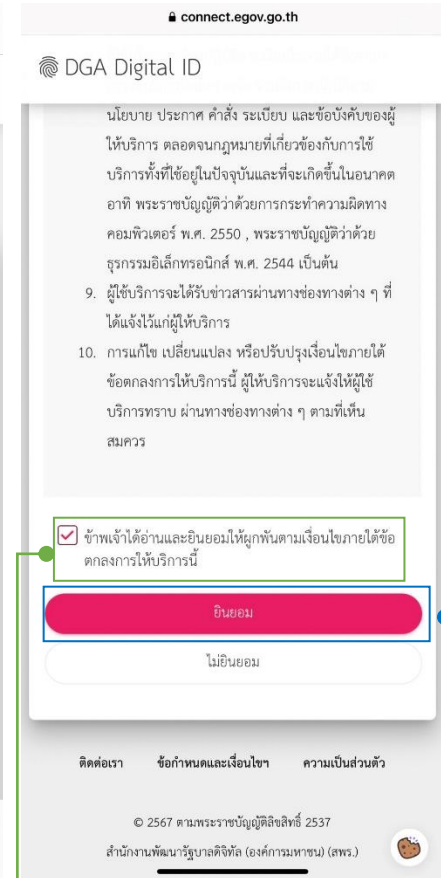 connect.egov.go.th
DGA Digital ID
นโยบาย ประกาศ คำสั่ง ระเบียบ และข้อบังคับของผู้
ให้บริการ ตลอดจนกฎหมายที่เกี่ยวข้องกับการใช้
บริการทั้งที่ใช้อยู่ในปัจจุบันและที่จะเกิดขึ้นในอนาคต
อาทิ พระราชบัญญัติว่าด้วยการกระทำความผิดทาง
คอมพิวเตอร์ พ.ศ. 2550 , พระราชบัญญัติว่าด้วย
ธุรกรรมอิเล็กทรอนิกส์ พ.ศ. 2544 เป็นต้น
9. ผู้ใช้บริการจะได้รับข่าวสารผ่านทางช่องทางต่าง ๆ ที่
ได้แจ้งไว้แก่ผู้ให้บริการ
10. การแก้ไข เปลี่ยนแปลง หรือปรับปรุงเงื่อนไขภายใต้
ข้อตกลงการให้บริการนี้ ผู้ให้บริการจะแจ้งให้ผู้ใช้
บริการทราบ ผ่านทางช่องทางต่าง ๆ ตามที่เห็น
สมควร
ข้าพเจ้าได้อ่านและยินยอมให้ผูกพันตามเงื่อนไขภายใต้ข้อ
ตกลงการให้บริการนี้
ยินยอม
ไม่ยินยอม
ติดต่อเรา ข้อกำหนดและเงื่อนไขฯ ความเป็นส่วนตัว
© 2567 ตามพระราชบัญญัติลิขสิทธิ์ 2537
สำนักงานพัฒนารัฐบาลดิจิทัล (องค์การมหาชน) (สพร.)